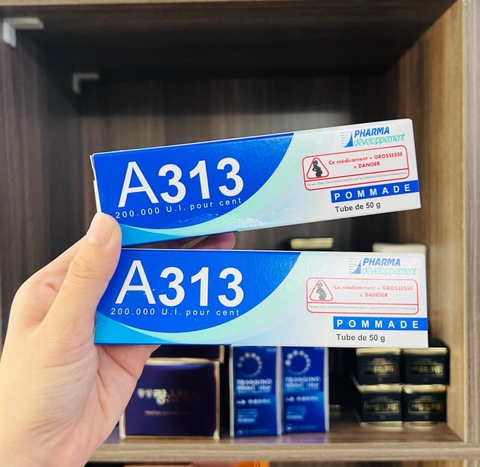 PHARMA
développement
A313
200.000 U.I. pour cent
Ce médicament + GROSSESSE
= DANGER
POMMADE
Tube de 50 g
PHARMA
développement
A313
200.000 U.I. pour cent
Ce médicament + GROSSESSE
= DANGER
POMMADE
Tube de 50 g